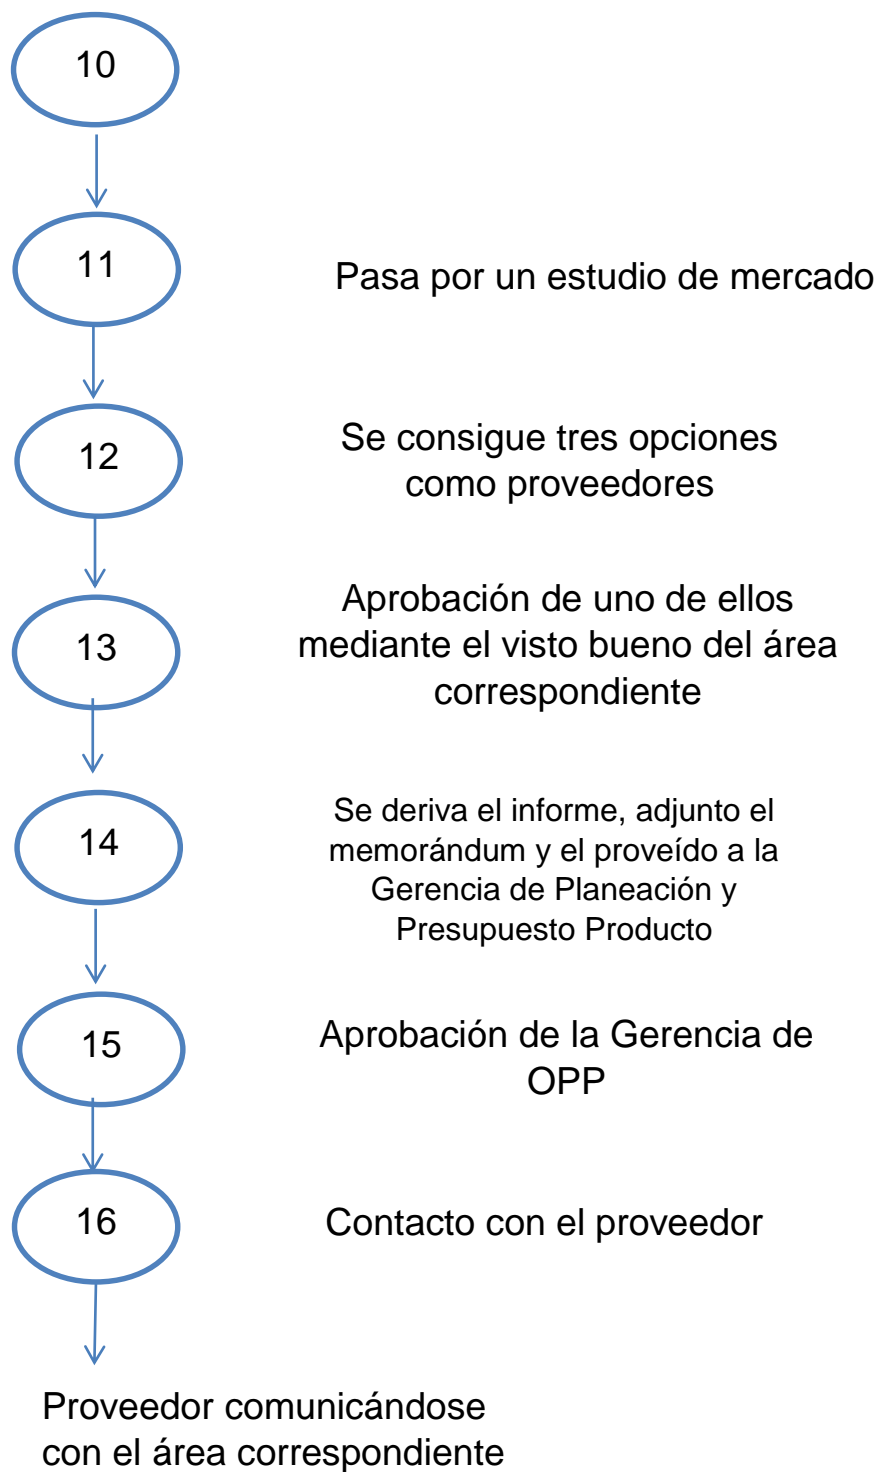 10
11
Pasa por un estudio de mercado
12
Se consigue tres opciones
como proveedores
13
Aprobación de uno de ellos
mediante el visto bueno del área
correspondiente
14
Se deriva el informe, adjunto el
memorándum y el proveído a la
Gerencia de Planeación y
Presupuesto Producto
15
Aprobación de la Gerencia de
OPP
16
Contacto con el proveedor
Proveedor comunicándose
con el área correspondiente